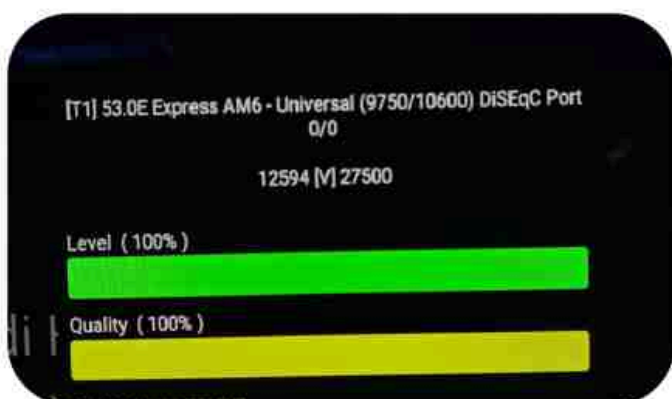 [T1] 53.0E Express AM6 - Universal (9750/10600) DiSEqC Port
0/0
12594 [V] 27500
Level ( 100% )
Quality ( 100% )